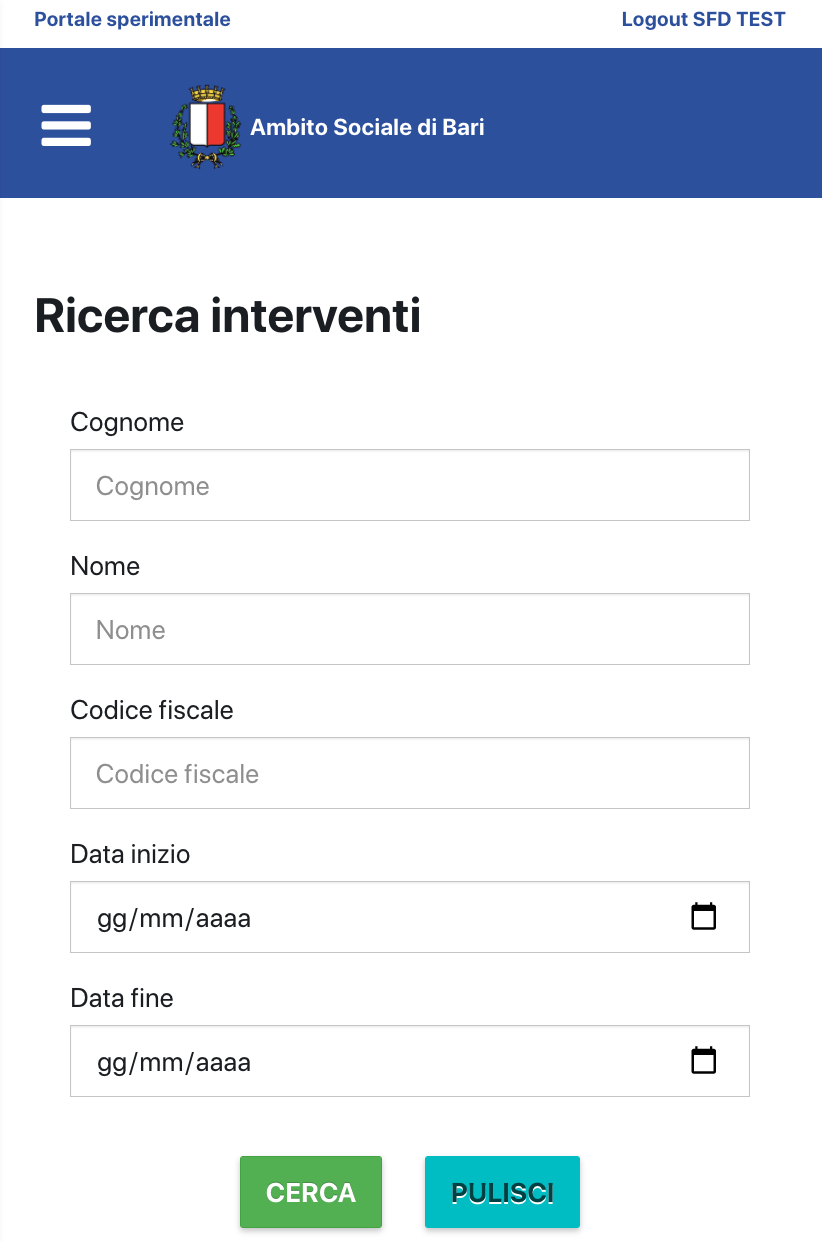 Portale sperimentale
Logout SFD TEST
Ambito Sociale di Bari
Ricerca interventi
Cognome
Cognome
Nome
Nome
Codice fiscale
Codice fiscale
Data inizio
gg/mm/aaaa
Data fine
gg/mm/aaaa
CERCA
PULISCI